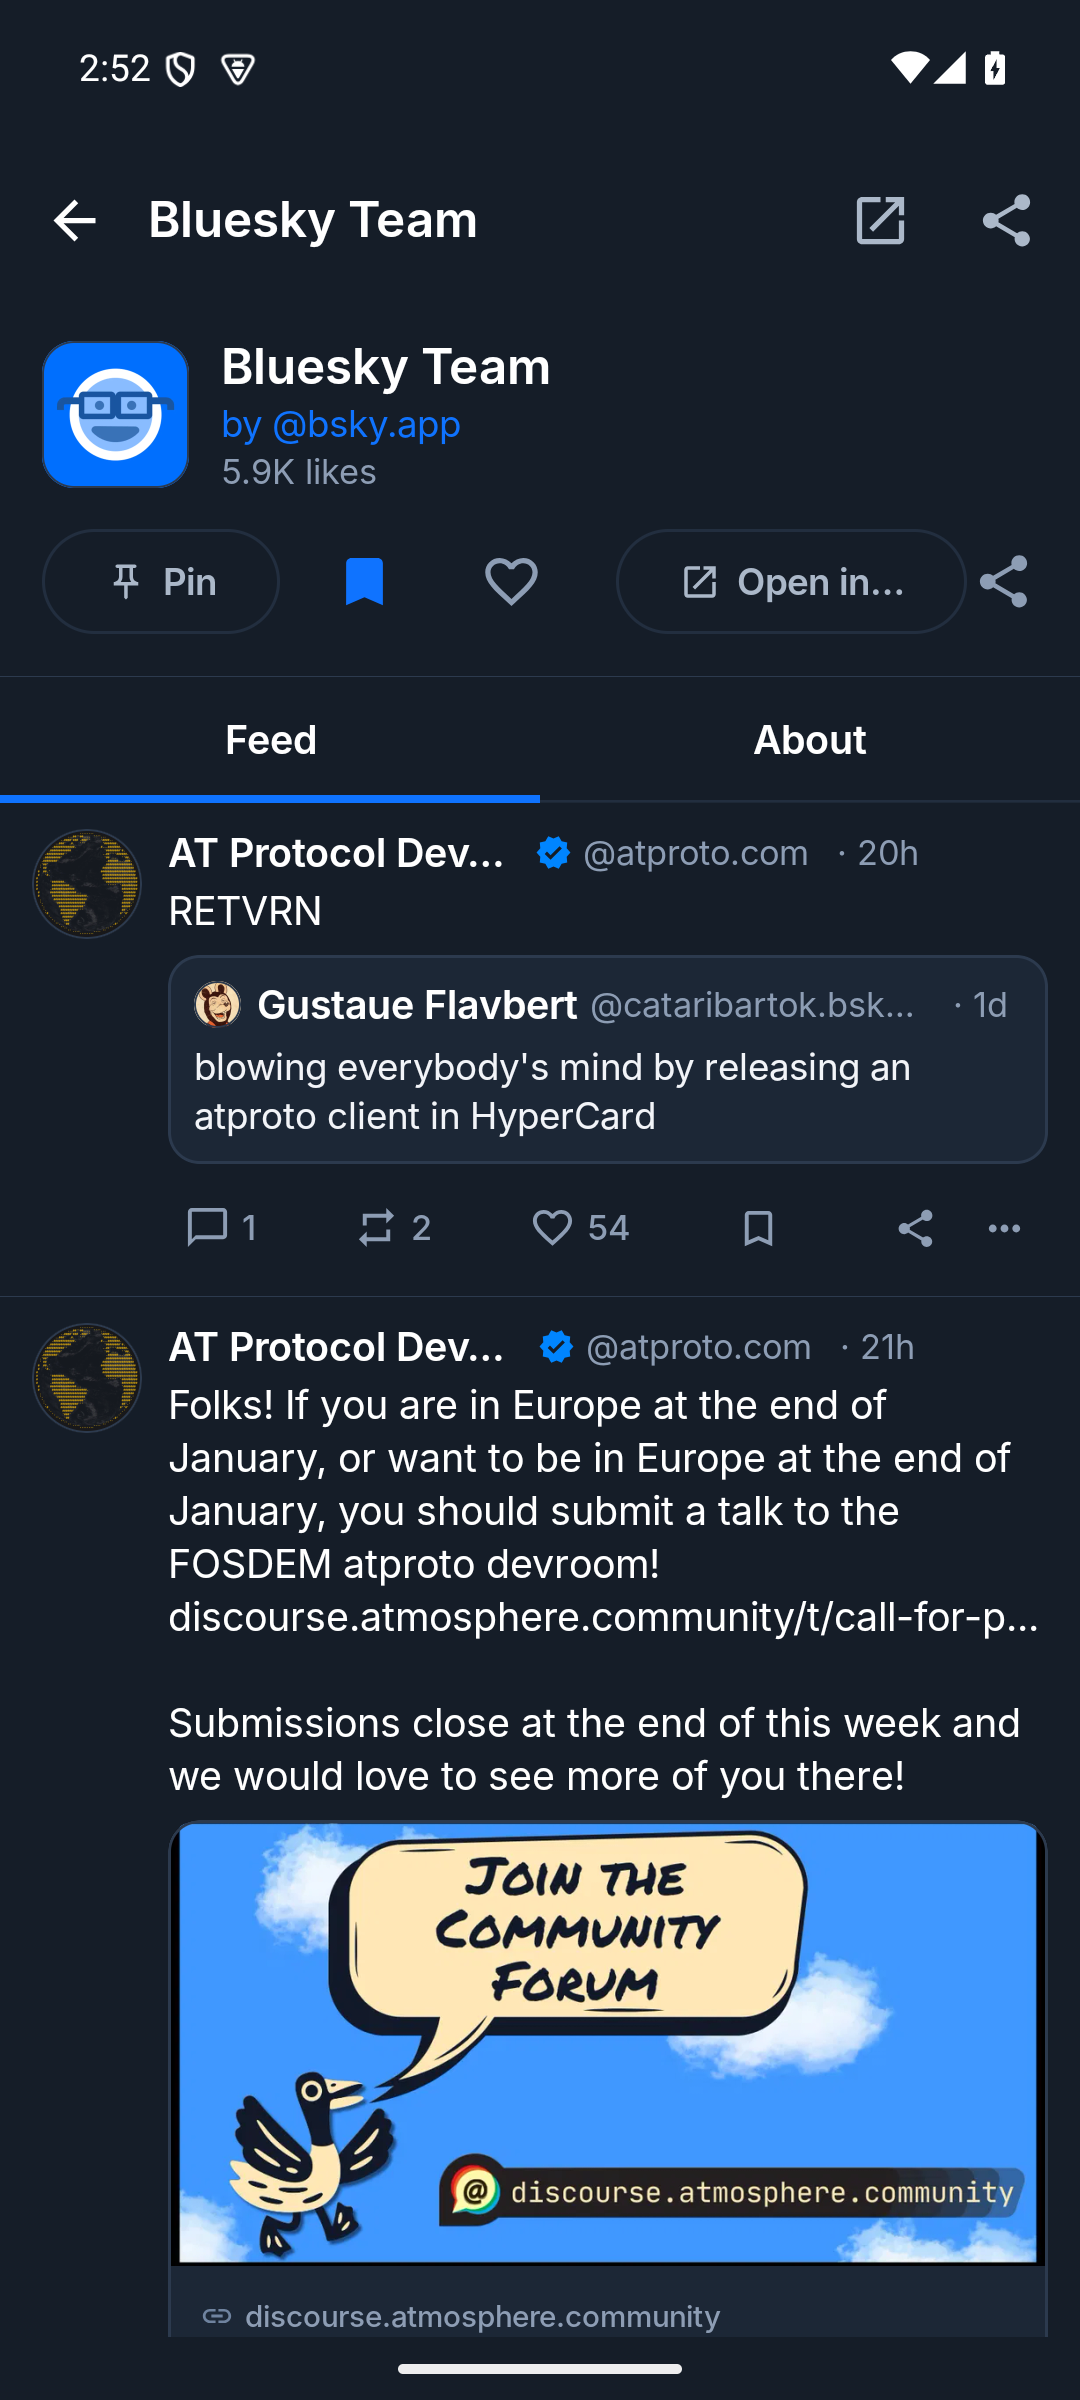 2:52
Bluesky Team
Bluesky Team
by @bsky.app
5.9K likes
Pin
Open in...
Feed
About
AT Protocol Dev... @atproto.com · 20h
RETVRN
Gustaue Flavbert @cataribartok.bsk... · 1d
blowing everybody's mind by releasing an
atproto client in HyperCard
1 2 54
AT Protocol Dev... @atproto.com · 21h
Folks! If you are in Europe at the end of
January, or want to be in Europe at the end of
January, you should submit a talk to the
FOSDEM atproto devroom!
discourse.atmosphere.community/t/call-for-p...
Submissions close at the end of this week and
we would love to see more of you there!
JOIN THE
COMMUNITY
FORUM
@ discourse.atmosphere.community
discourse.atmosphere.community